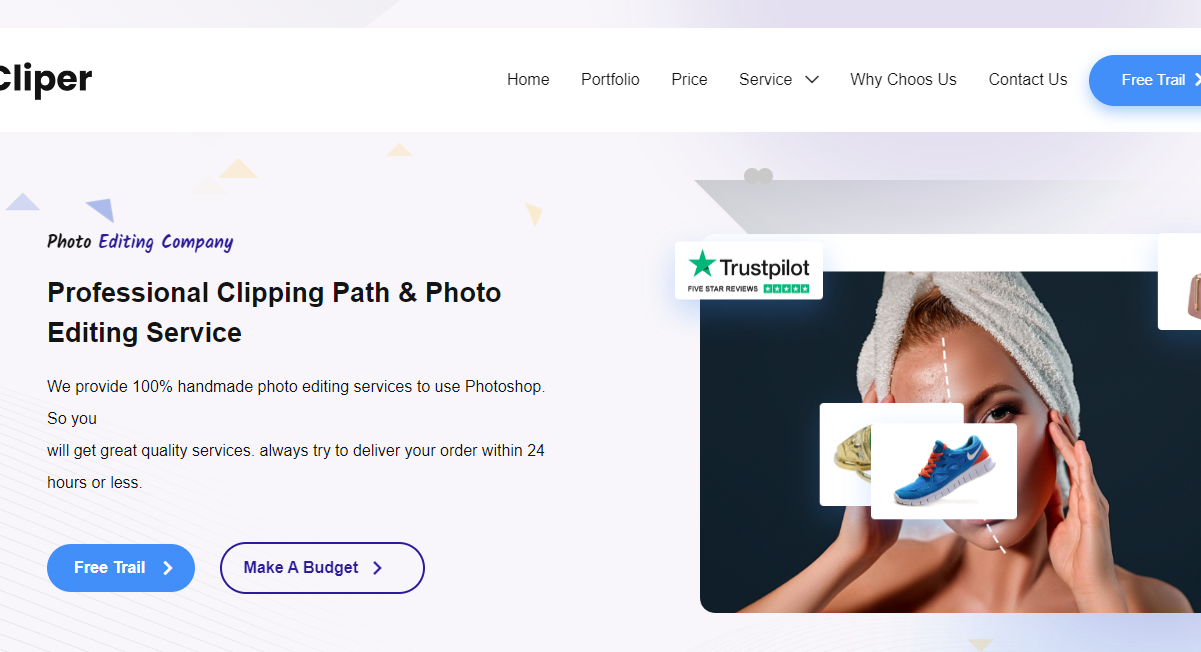 Cliper
Home Portfolio Price Service Why Choos Us Contact Us Free Trail
Photo Editing Company
Professional Clipping Path & Photo
Editing Service
We provide 100% handmade photo editing services to use Photoshop.
So you
will get great quality services. always try to deliver your order within 24
hours or less.
Free Trail Make A Budget
Trustpilot
FIVE STAR REVIEWS